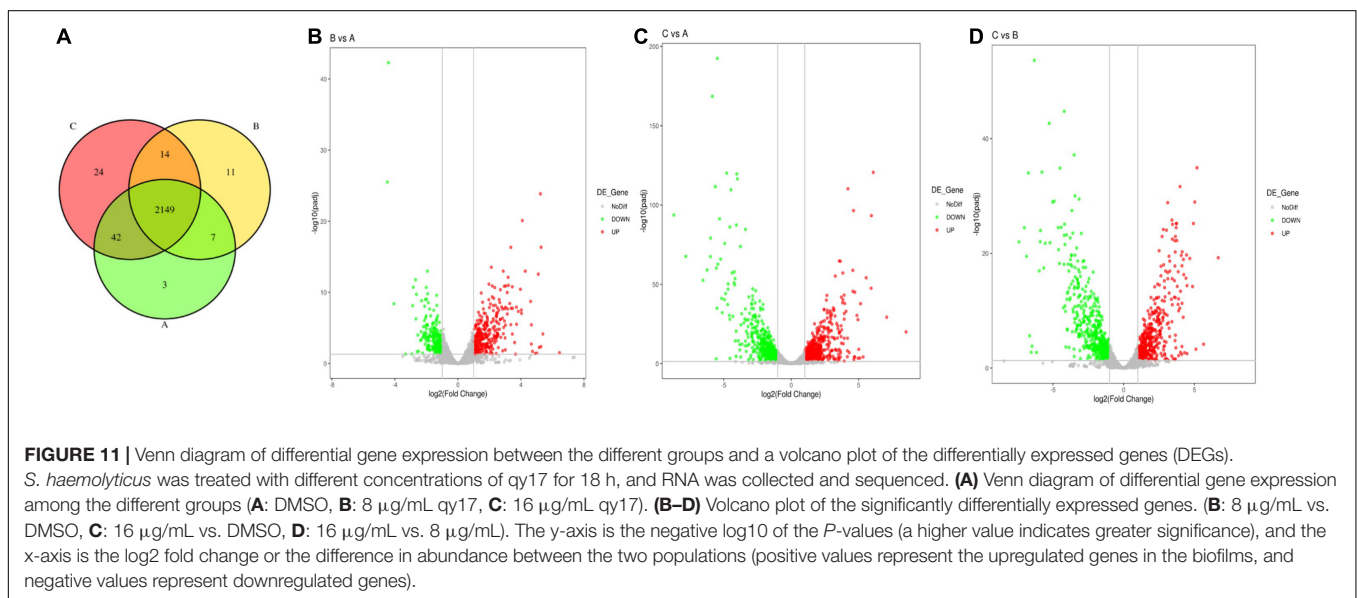 A
C
B
24
14
11
2149
42
7
3
A
B
B vs A
-log10(padj)
40
30
20
10
0
-8
-4
0
4
8
log2(Fold Change)
DE_Gene
NoDiff
DOWN
UP
C
C vs A
-log10(padj)
200
150
100
50
0
-5
0
5
log2(Fold Change)
DE_Gene
NoDiff
DOWN
UP
D
C vs B
-log10(padj)
40
20
0
-5
0
5
log2(Fold Change)
DE_Gene
NoDiff
DOWN
UP
FIGURE 11 | Venn diagram of differential gene expression between the different groups and a volcano plot of the differentially expressed genes (DEGs).
S. haemolyticus was treated with different concentrations of qy17 for 18 h, and RNA was collected and sequenced. (A) Venn diagram of differential gene expression
among the different groups (A: DMSO, B: 8 μg/mL qy17, C: 16 μg/mL qy17). (B–D) Volcano plot of the significantly differentially expressed genes. (B: 8 μg/mL vs.
DMSO, C: 16 μg/mL vs. DMSO, D: 16 μg/mL vs. 8 μg/mL). The y-axis is the negative log10 of the P-values (a higher value indicates greater significance), and the
x-axis is the log2 fold change or the difference in abundance between the two populations (positive values represent the upregulated genes in the biofilms, and
negative values represent downregulated genes).